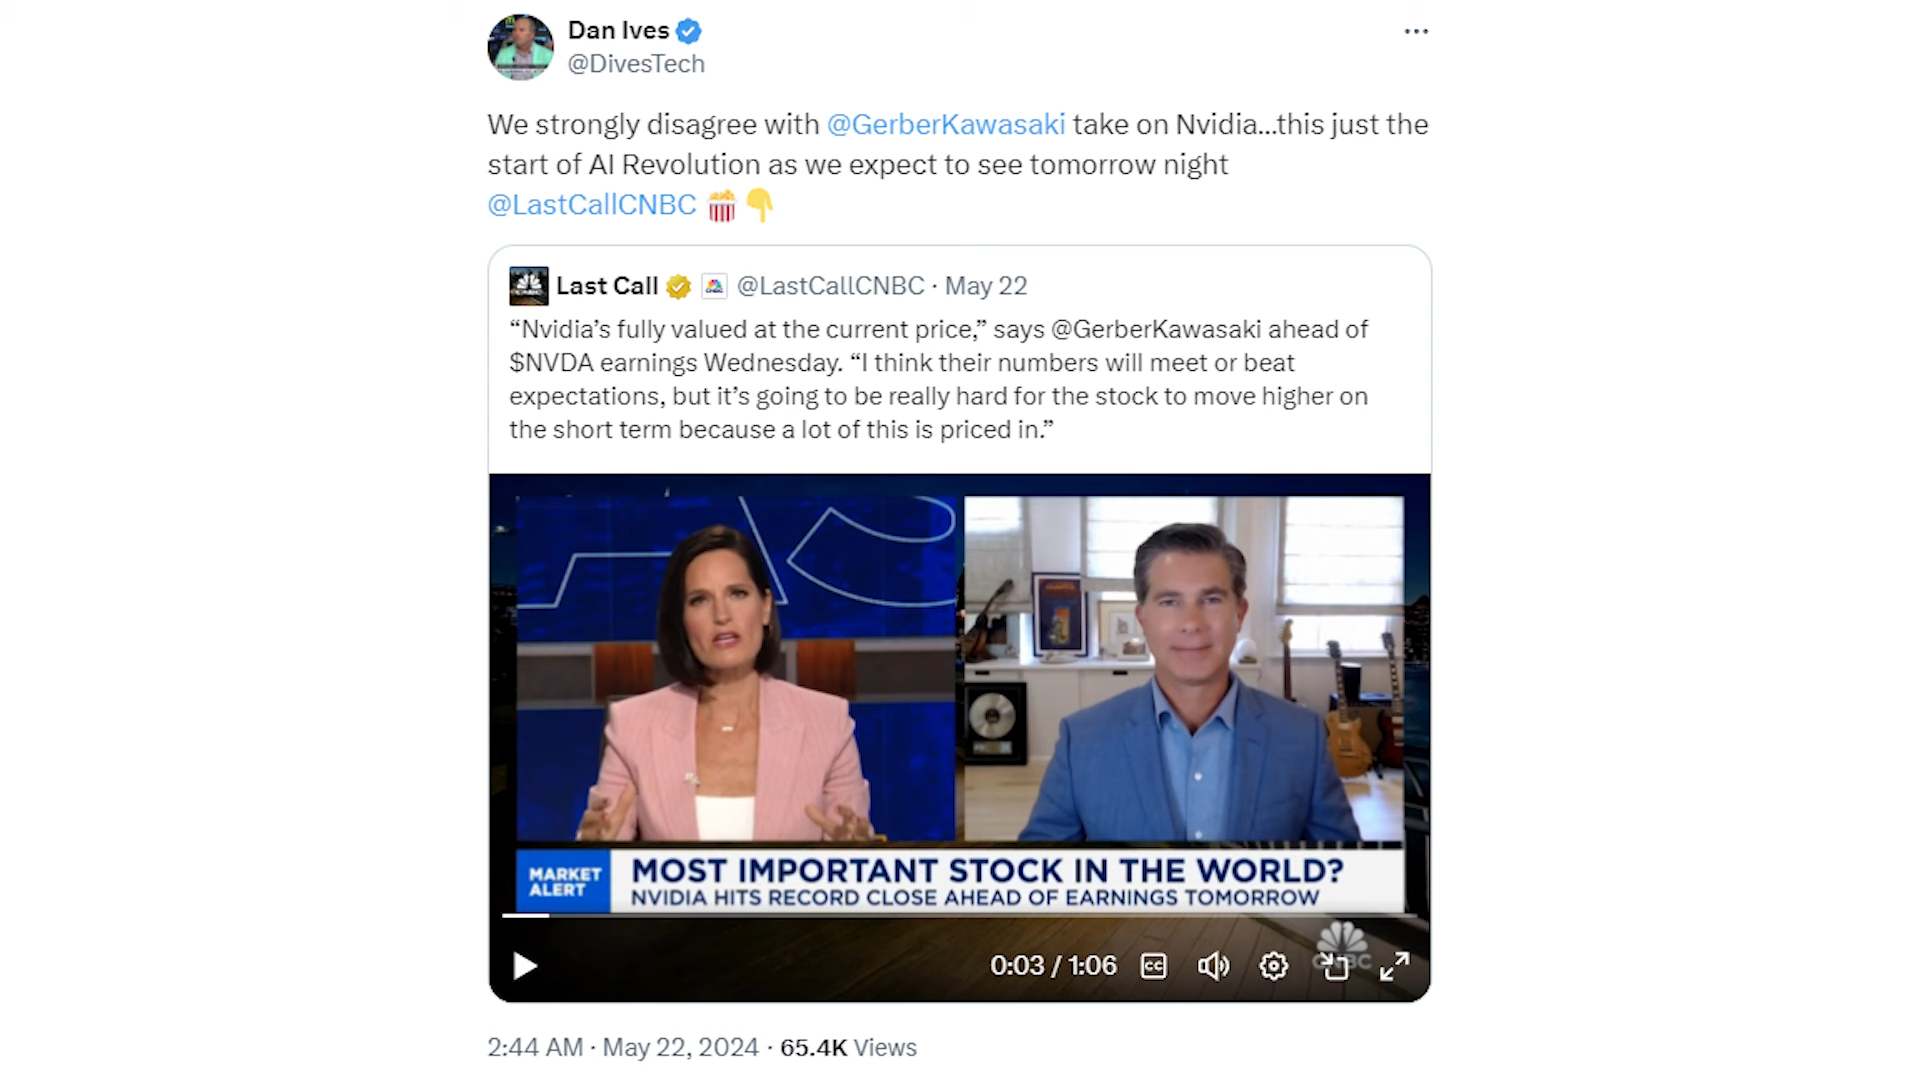 Dan Ives
@DivesTech
We strongly disagree with @GerberKawasaki take on Nvidia...this just the
start of AI Revolution as we expect to see tomorrow night
@LastCallCNBC 🍿👇
Last Call @LastCallCNBC · May 22
“Nvidia’s fully valued at the current price,” says @GerberKawasaki ahead of
$NVDA earnings Wednesday. “I think their numbers will meet or beat
expectations, but it’s going to be really hard for the stock to move higher on
the short term because a lot of this is priced in.”
MARKET
ALERT
MOST IMPORTANT STOCK IN THE WORLD?
NVIDIA HITS RECORD CLOSE AHEAD OF EARNINGS TOMORROW
0:03 / 1:06
CC
CNBC
2:44 AM · May 22, 2024 · 65.4K Views